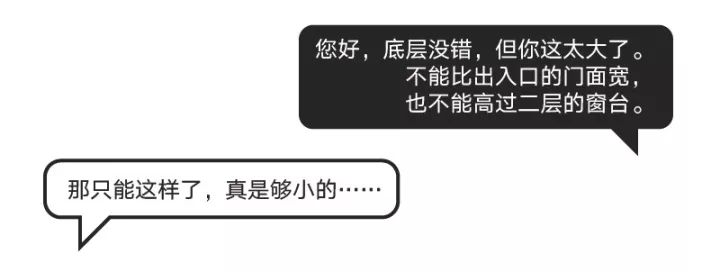 您好，底层没错，但你这太大了。
不能比出入口的门面宽，
也不能高过二层的窗台。
那只能这样了，真是够小的……